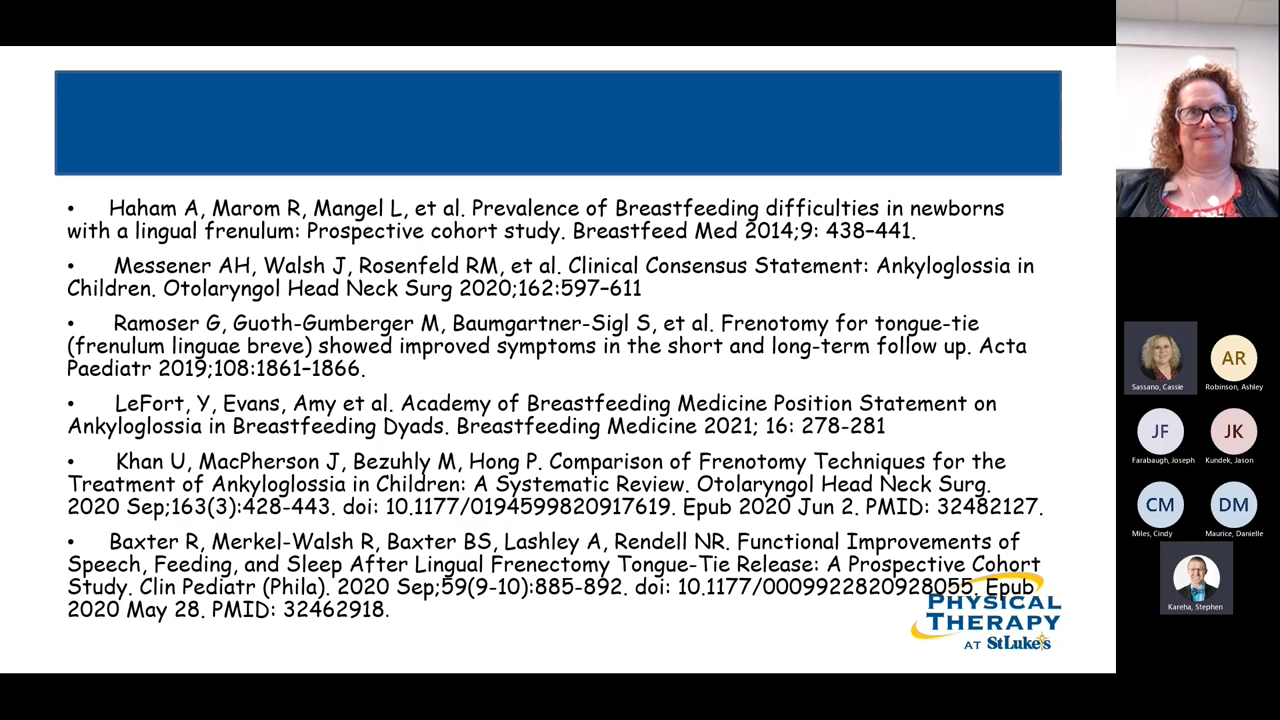 • Haham A, Marom R, Mangel L, et al. Prevalence of Breastfeeding difficulties in newborns
with a lingual frenulum: Prospective cohort study. Breastfeed Med 2014;9: 438–441.
• Messener AH, Walsh J, Rosenfeld RM, et al. Clinical Consensus Statement: Ankyloglossia in
Children. Otolaryngol Head Neck Surg 2020;162:597–611
• Ramoser G, Guoth-Gumberger M, Baumgartner-Sigl S, et al. Frenotomy for tongue-tie
(frenulum linguae breve) showed improved symptoms in the short and long-term follow up. Acta
Paediatr 2019;108:1861–1866.
• LeFort, Y, Evans, Amy et al. Academy of Breastfeeding Medicine Position Statement on
Ankyloglossia in Breastfeeding Dyads. Breastfeeding Medicine 2021; 16: 278-281
• Khan U, MacPherson J, Bezuhly M, Hong P. Comparison of Frenotomy Techniques for the
Treatment of Ankyloglossia in Children: A Systematic Review. Otolaryngol Head Neck Surg.
2020 Sep;163(3):428-443. doi: 10.1177/0194599820917619. Epub 2020 Jun 2. PMID: 32482127.
• Baxter R, Merkel-Walsh R, Baxter BS, Lashley A, Rendell NR. Functional Improvements of
Speech, Feeding, and Sleep After Lingual Frenectomy Tongue-Tie Release: A Prospective Cohort
Study. Clin Pediatr (Phila). 2020 Sep;59(9-10):885-892. doi: 10.1177/0009922820928055. Epub
2020 May 28. PMID: 32462918.
PHYSICAL
THERAPY
AT StLuke's
Sassano, Cassie
AR
Robinson, Ashley
JF
Farabaugh, Joseph
JK
Kundek, Jason
CM
Miles, Cindy
DM
Maurice, Danielle
Kareha, Stephen